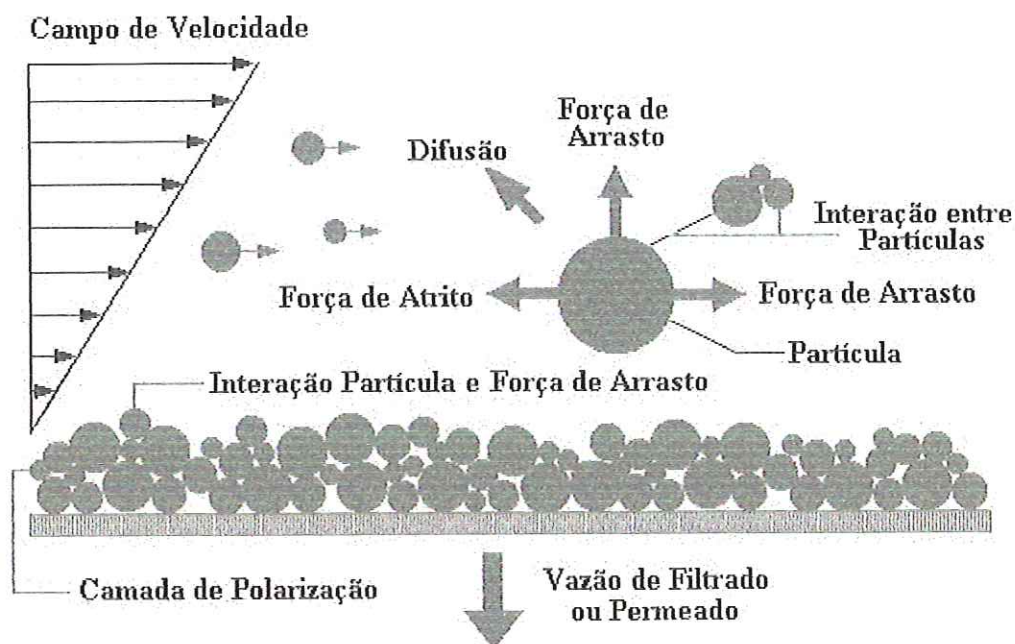 Campo de Velocidade
Força de
Arrasto
Difusão
Interação entre
Partículas
Força de Atrito
Força de Arrasto
Partícula
Interação Partícula e Força de Arrasto
Camada de Polarização
Vazão de Filtrado
ou Permeado